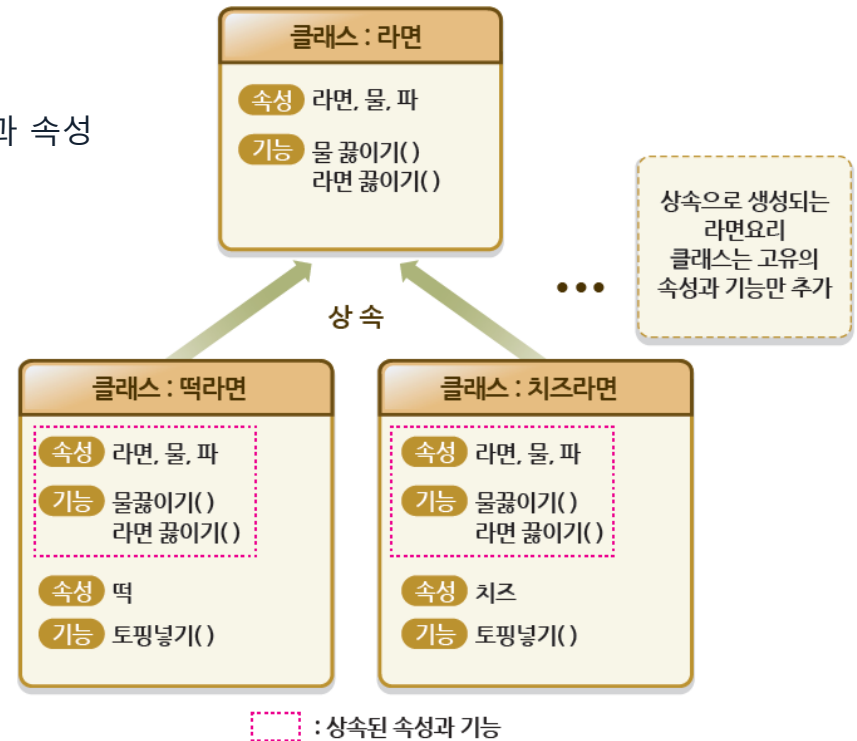 클래스 : 라면
과 속성
속성 라면, 물, 파
기능 물 끓이기( )
라면 끓이기( )
상속으로 생성되는
라면요리
클래스는 고유의
속성과 기능만 추가
•••
상 속
클래스 : 떡라면
속성 라면, 물, 파
기능 물끓이기( )
라면 끓이기( )
속성 떡
기능 토핑넣기( )
클래스 : 치즈라면
속성 라면, 물, 파
기능 물끓이기( )
라면 끓이기( )
속성 치즈
기능 토핑넣기( )
: 상속된 속성과 기능